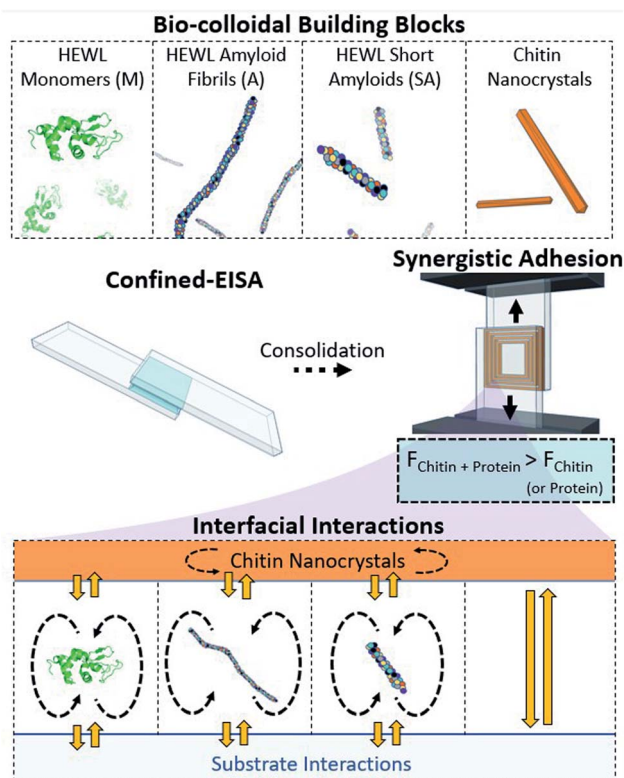 Bio-colloidal Building Blocks
HEWL
Monomers (M)
HEWL Amyloid
Fibrils (A)
HEWL Short
Amyloids (SA)
Chitin
Nanocrystals
Confined-EISA
Consolidation
Synergistic Adhesion
FChitin + Protein > FChitin
(or Protein)
Interfacial Interactions
Chitin Nanocrystals
Substrate Interactions